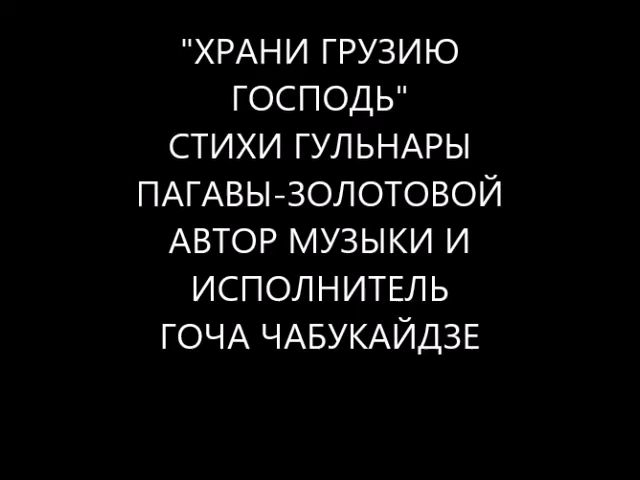 "ХРАНИ ГРУЗИЮ
ГОСПОДЬ"
СТИХИ ГУЛЬНАРЫ
ПАГАВЫ-ЗОЛОТОВОЙ
АВТОР МУЗЫКИ И
ИСПОЛНИТЕЛЬ
ГОЧА ЧАБУКАЙДЗЕ